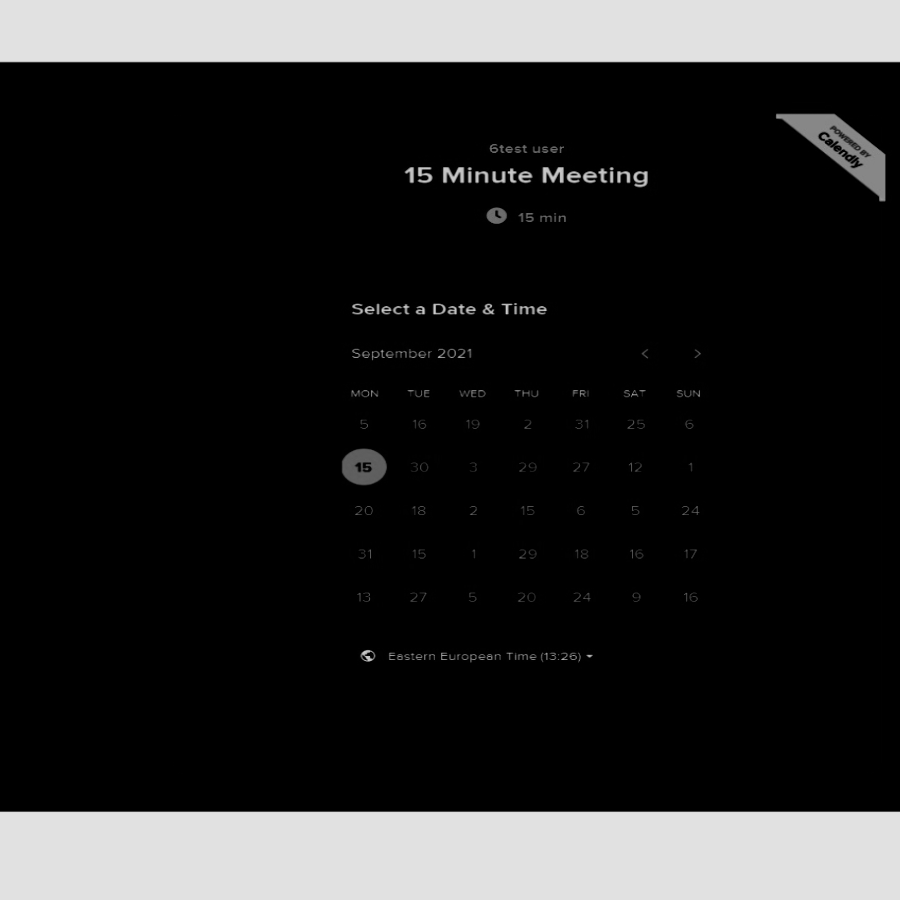 POWERED BY
Calendly
6test user
15 Minute Meeting
15 min
Select a Date & Time
September 2021 < >
MON TUE WED THU FRI SAT SUN
5 16 19 2 31 25 6
15 30 3 29 27 12 1
20 18 2 15 6 5 24
31 15 1 29 18 16 17
13 27 5 20 24 9 16
Eastern European Time (13:26)